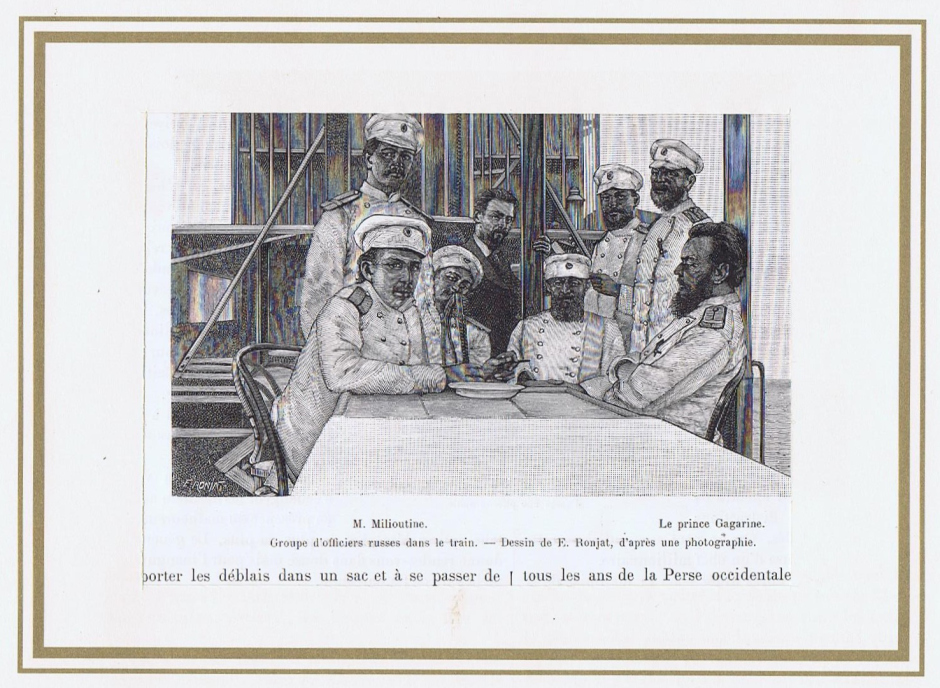 E. RONJAT
M. Milioutine. Le prince Gagarine.
Groupe d'officiers russes dans le train. — Dessin de E. Ronjat, d'après une photographie.
porter les déblais dans un sac et à se passer de tous les ans de la Perse occidentale